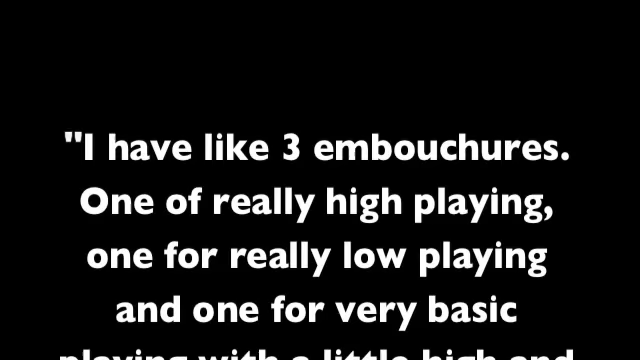 "I have like 3 embouchures.
One of really high playing,
one for really low playing
and one for very basic
playing with a little high and